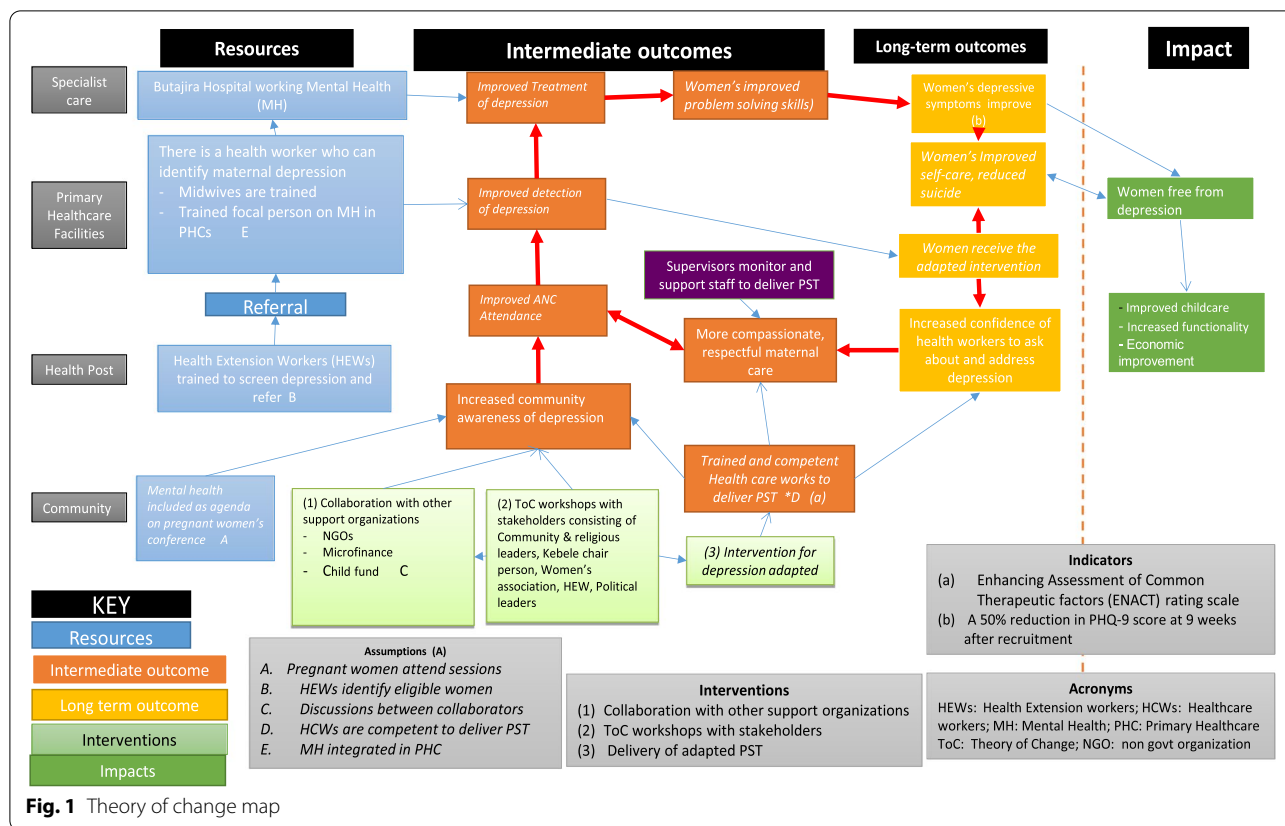 Resources
Intermediate outcomes
Long-term outcomes
Impact
Specialist
care
Butajira Hospital working Mental Health
(MH)
Improved Treatment
of depression
Women's improved
problem solving skills)
Women's depressive
symptoms improve
(b)
There is a health worker who can
identify maternal depression
- Midwives are trained
- Trained focal person on MH in
PHCs E
Primary
Healthcare
Facilities
Improved detection
of depression
Women's Improved
self-care, reduced
suicide
Women free from
depression
Women receive the
adapted intervention
Supervisors monitor and
support staff to deliver PST
Referral
Improved ANC
Attendance
More compassionate,
respectful maternal
care
Increased confidence of
health workers to ask
about and address
depression
- Improved childcare
- Increased functionality
- Economic
improvement
Health Post
Health Extension Workers (HEWs)
trained to screen depression and
refer B
Increased community
awareness of depression
Trained and competent
Health care works to
deliver PST *D (a)
Community
Mental health
included as agenda
on pregnant women's
conference A
(1) Collaboration with other
support organizations
- NGOs
- Microfinance
- Child fund C
(2) ToC workshops with
stakeholders consisting of
Community & religious
leaders, Kebele chair
person, Women's
association, HEW, Political
leaders
(3) Intervention for
depression adapted
KEY
Resources
Intermediate outcome
Long term outcome
Interventions
Impacts
Assumptions (A)
A. Pregnant women attend sessions
B. HEWs identify eligible women
C. Discussions between collaborators
D. HCWs are competent to deliver PST
E. MH integrated in PHC
Interventions
(1) Collaboration with other support organizations
(2) ToC workshops with stakeholders
(3) Delivery of adapted PST
Indicators
(a) Enhancing Assessment of Common
Therapeutic factors (ENACT) rating scale
(b) A 50% reduction in PHQ-9 score at 9 weeks
after recruitment
Acronyms
HEWs: Health Extension workers; HCWs: Healthcare
workers; MH: Mental Health; PHC: Primary Healthcare
ToC: Theory of Change; NGO: non govt organization
Fig. 1 Theory of change map